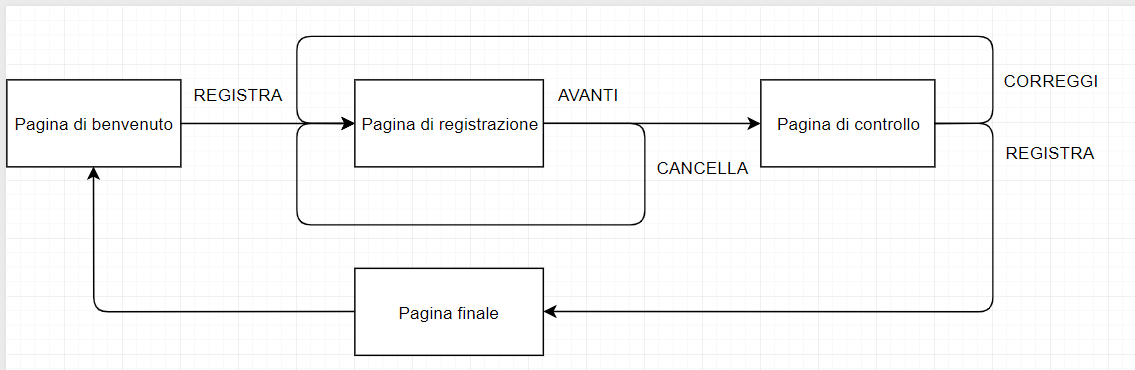 REGISTRA
AVANTI
CORREGGI
Pagina di benvenuto
Pagina di registrazione
Pagina di controllo
REGISTRA
CANCELLA
Pagina finale